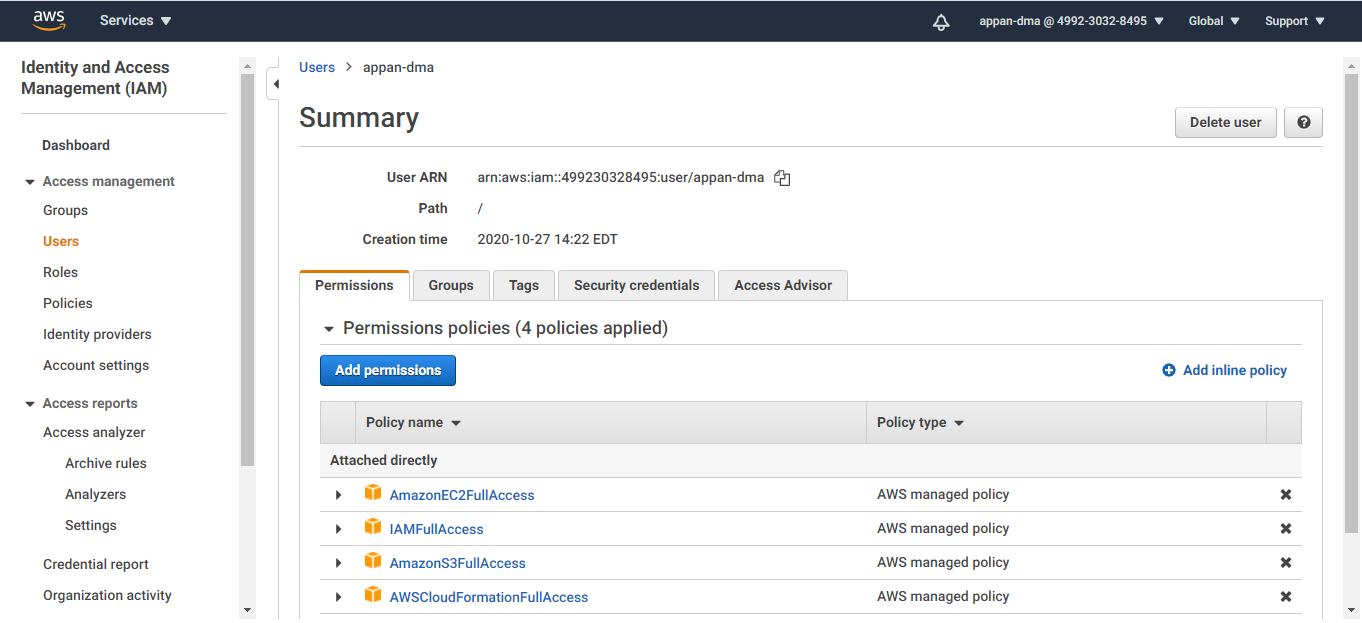 aws Services appan-dma @ 4992-3032-8495 Global Support
Identity and Access
Management (IAM)
Dashboard
Access management
Groups
Users
Roles
Policies
Identity providers
Account settings
Access reports
Access analyzer
Archive rules
Analyzers
Settings
Credential report
Organization activity
Users > appan-dma
Summary
Delete user ?
User ARN arn:aws:iam::499230328495:user/appan-dma
Path /
Creation time 2020-10-27 14:22 EDT
Permissions Groups Tags Security credentials Access Advisor
Permissions policies (4 policies applied)
Add permissions Add inline policy
Policy name Policy type
Attached directly
AmazonEC2FullAccess AWS managed policy
IAMFullAccess AWS managed policy
AmazonS3FullAccess AWS managed policy
AWSCloudFormationFullAccess AWS managed policy